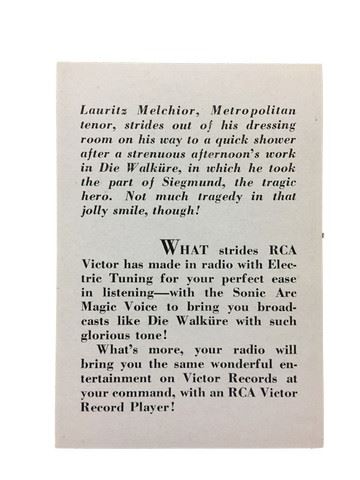 Lauritz Melchior, Metropolitan
tenor, strides out of his dressing
room on his way to a quick shower
after a strenuous afternoon's work
in Die Walküre, in which he took
the part of Siegmund, the tragic
hero. Not much tragedy in that
jolly smile, though!
WHAT strides RCA
Victor has made in radio with Elec-
tric Tuning for your perfect ease
in listening—with the Sonic Arc
Magic Voice to bring you broad-
casts like Die Walküre with such
glorious tone!
What's more, your radio will
bring you the same wonderful en-
tertainment on Victor Records at
your command, with an RCA Victor
Record Player!